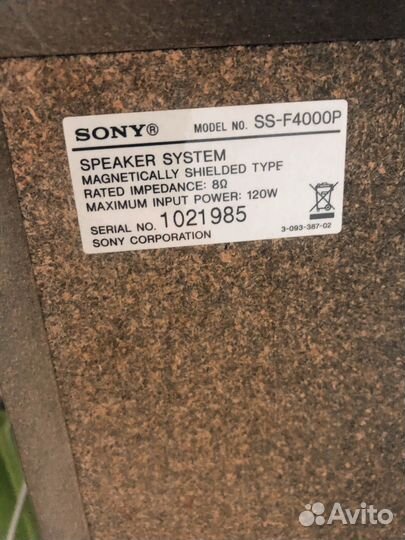 SONY® MODEL NO. SS-F4000P
SPEAKER SYSTEM
MAGNETICALLY SHIELDED TYPE
RATED IMPEDANCE: 8Ω
MAXIMUM INPUT POWER: 120W
SERIAL NO. 1021985
SONY CORPORATION 3-093-387-02
Avito